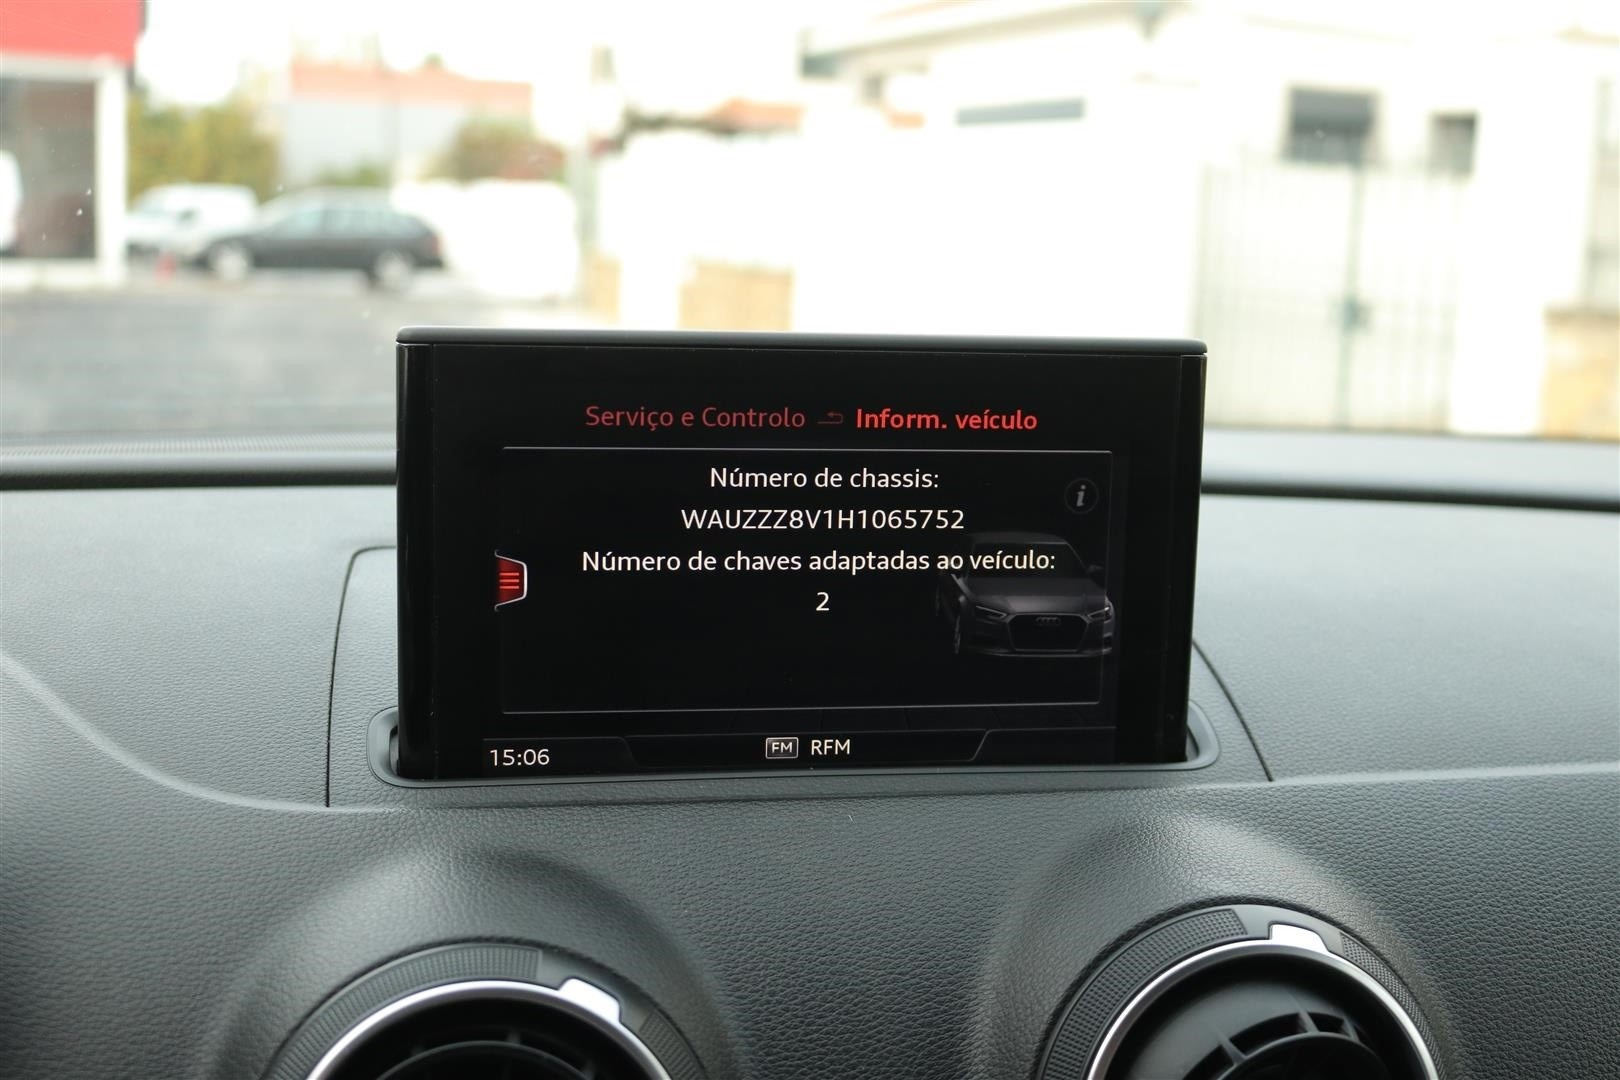 Serviço e Controlo Inform. veículo
Número de chassis:
WAUZZZ8V1H1065752
Número de chaves adaptadas ao veículo:
2
15:06 FM RFM